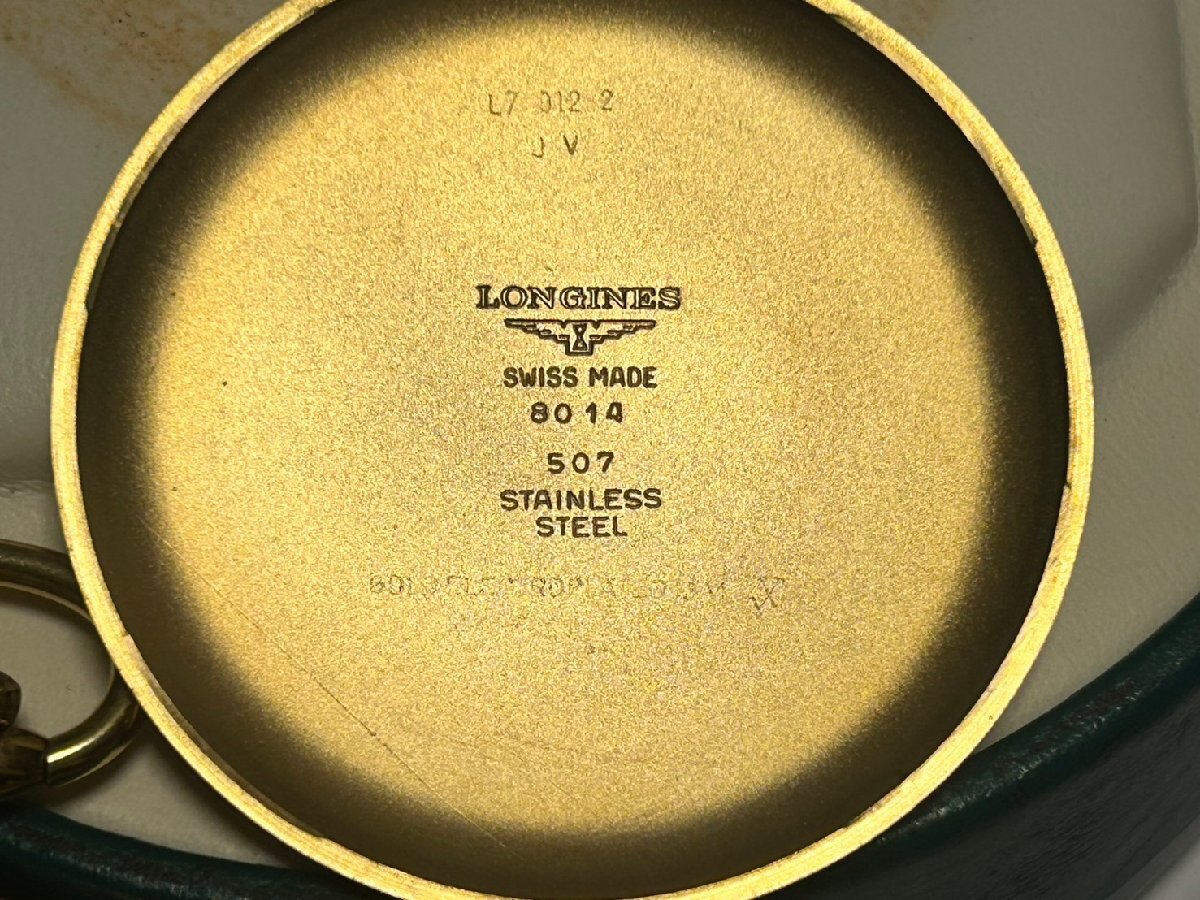 L7 012 2
J V
LONGINES
SWISS MADE
8014
507
STAINLESS
STEEL